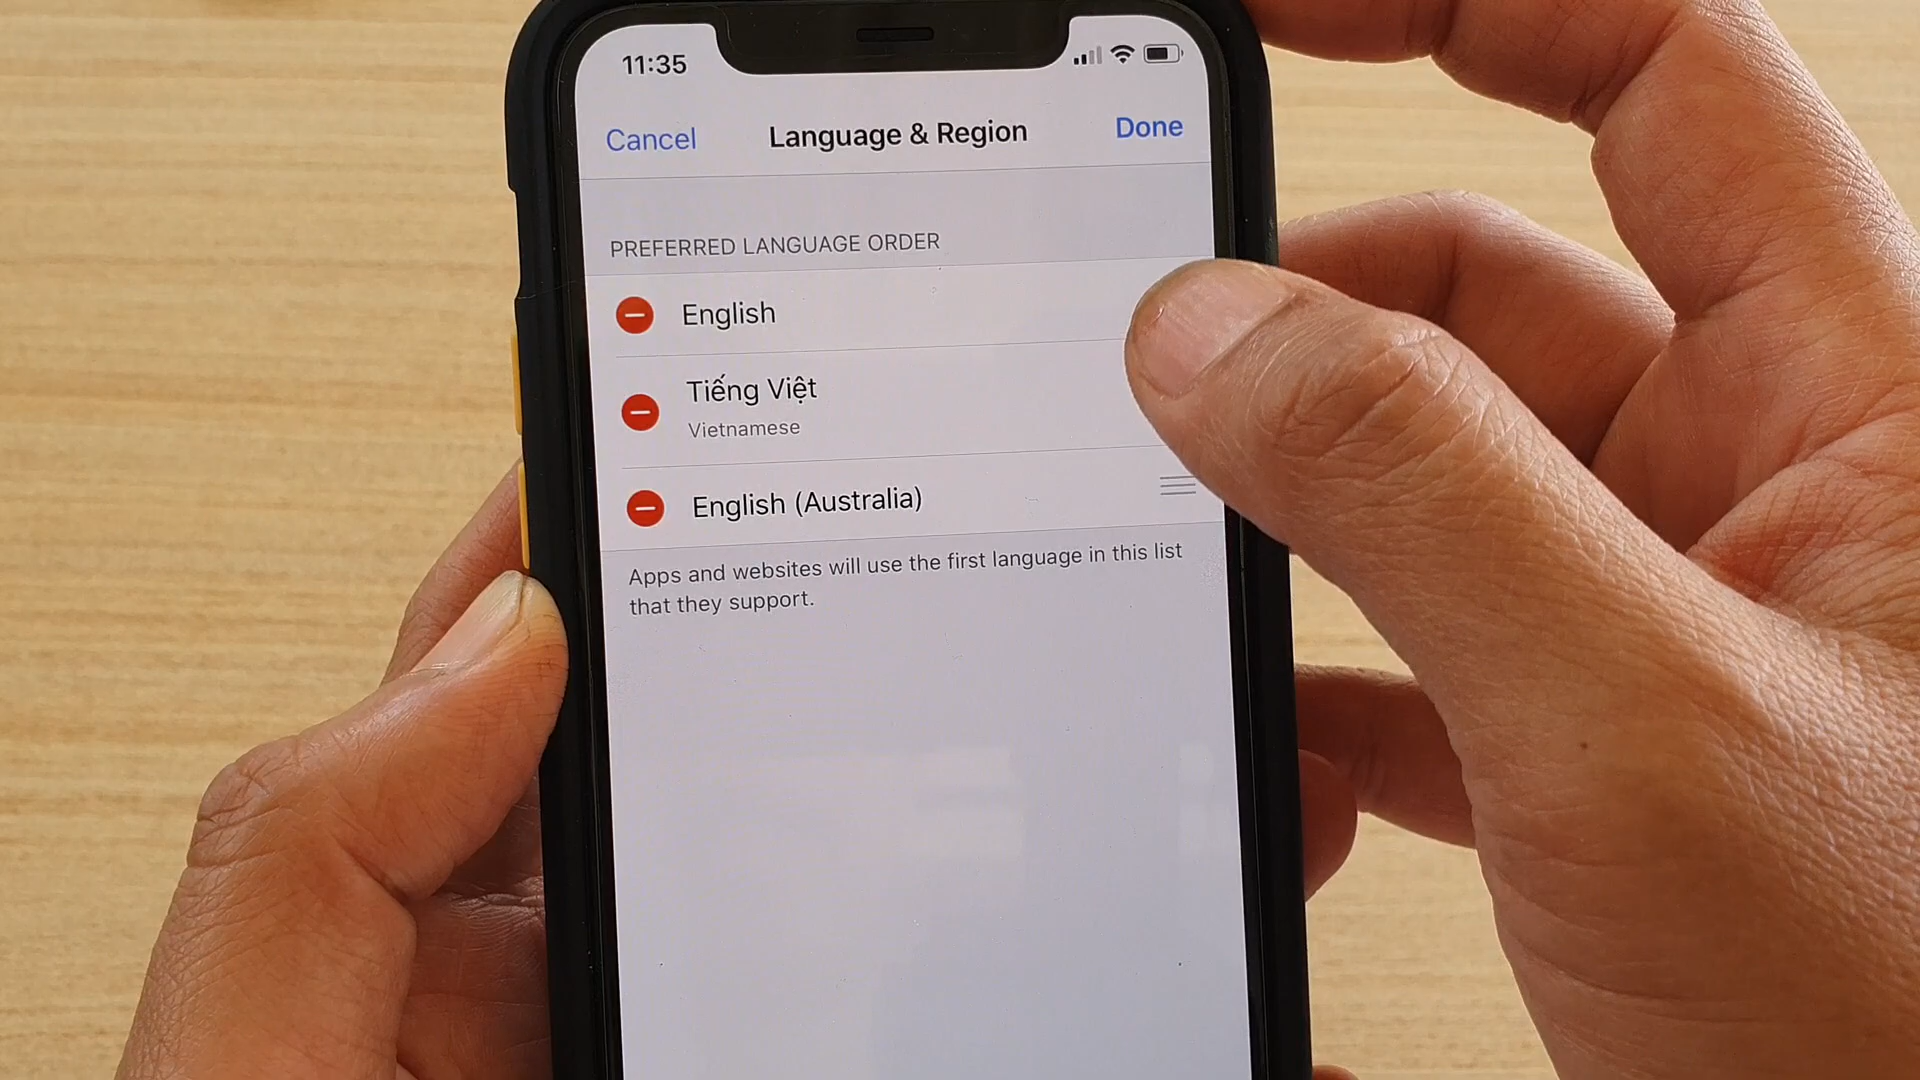 11:35
Cancel Language & Region Done
PREFERRED LANGUAGE ORDER
English
Tiếng Việt
Vietnamese
English (Australia)
Apps and websites will use the first language in this list
that they support.